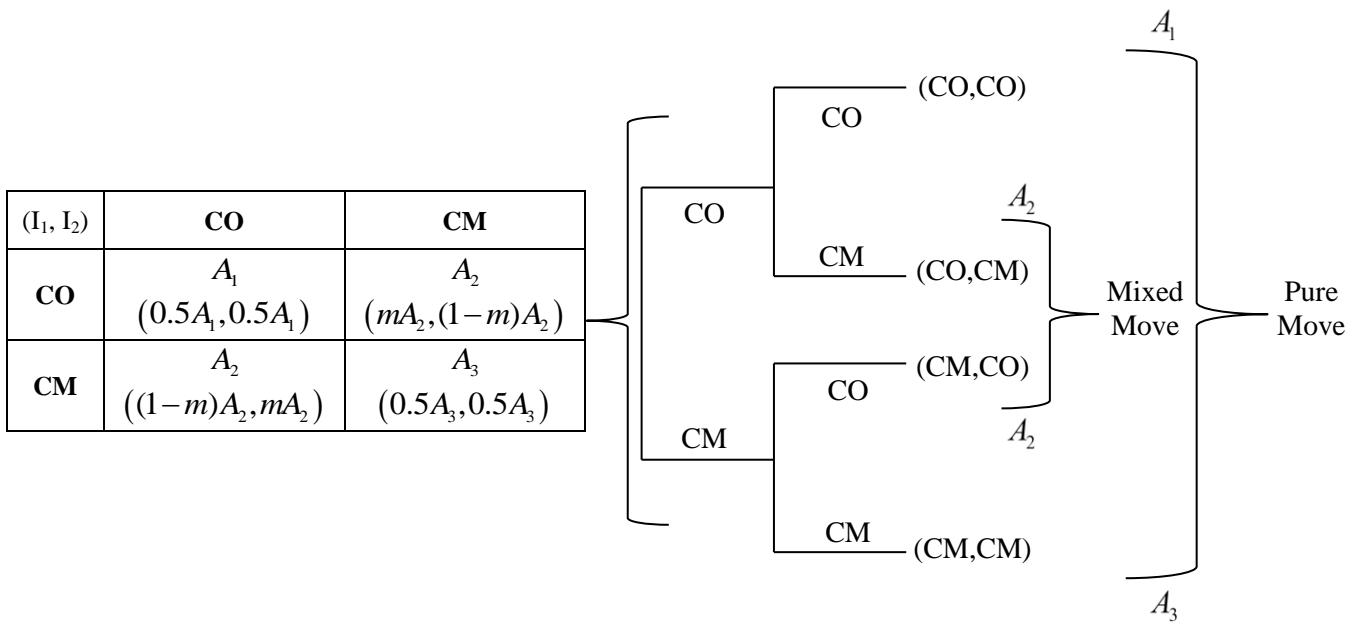 (I₁, I₂) CO CM
CO A₁ A₂
(0.5A₁,0.5A₁) (mA₂,(1−m)A₂)
CM A₂ A₃
((1−m)A₂,mA₂) (0.5A₃,0.5A₃)
A₁
(CO,CO)
CO
A₂
CO
CM
(CO,CM)
Mixed
Move
Pure
Move
(CM,CO)
CO
A₂
CM
CM
(CM,CM)
A₃